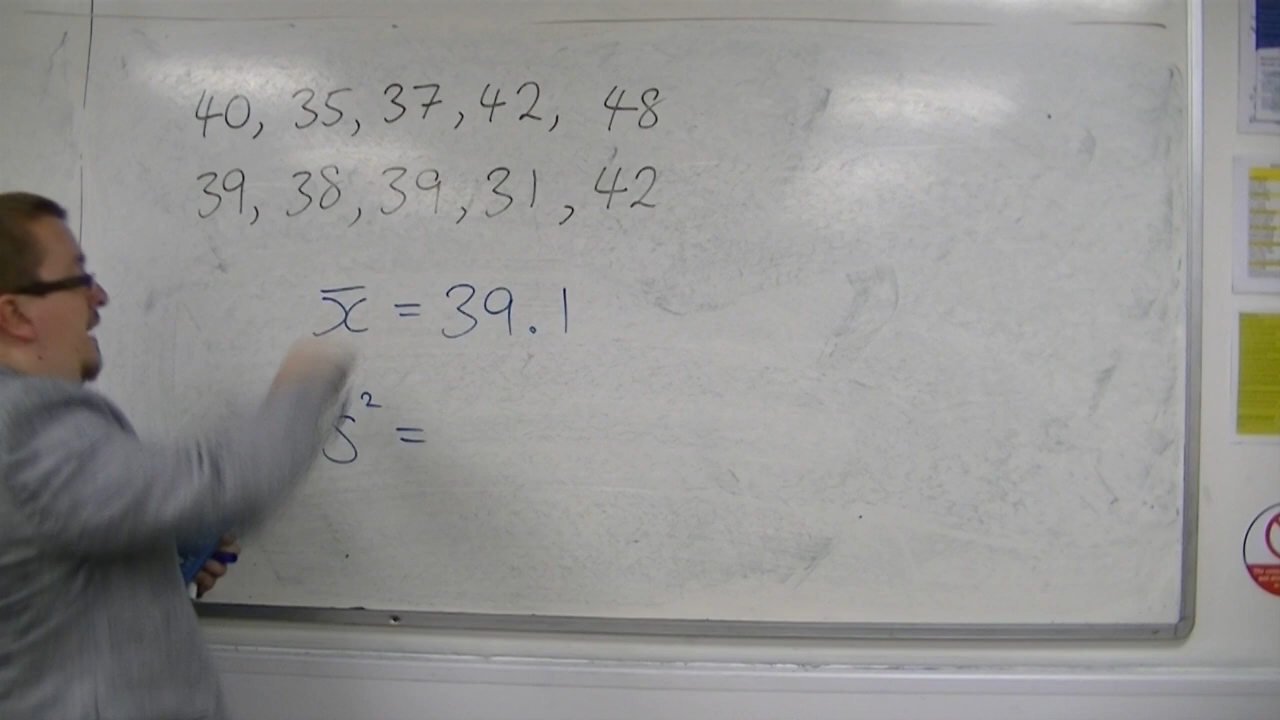 40, 35, 37, 42, 48
39, 38, 39, 31, 42
x̄ = 39.1
s² =